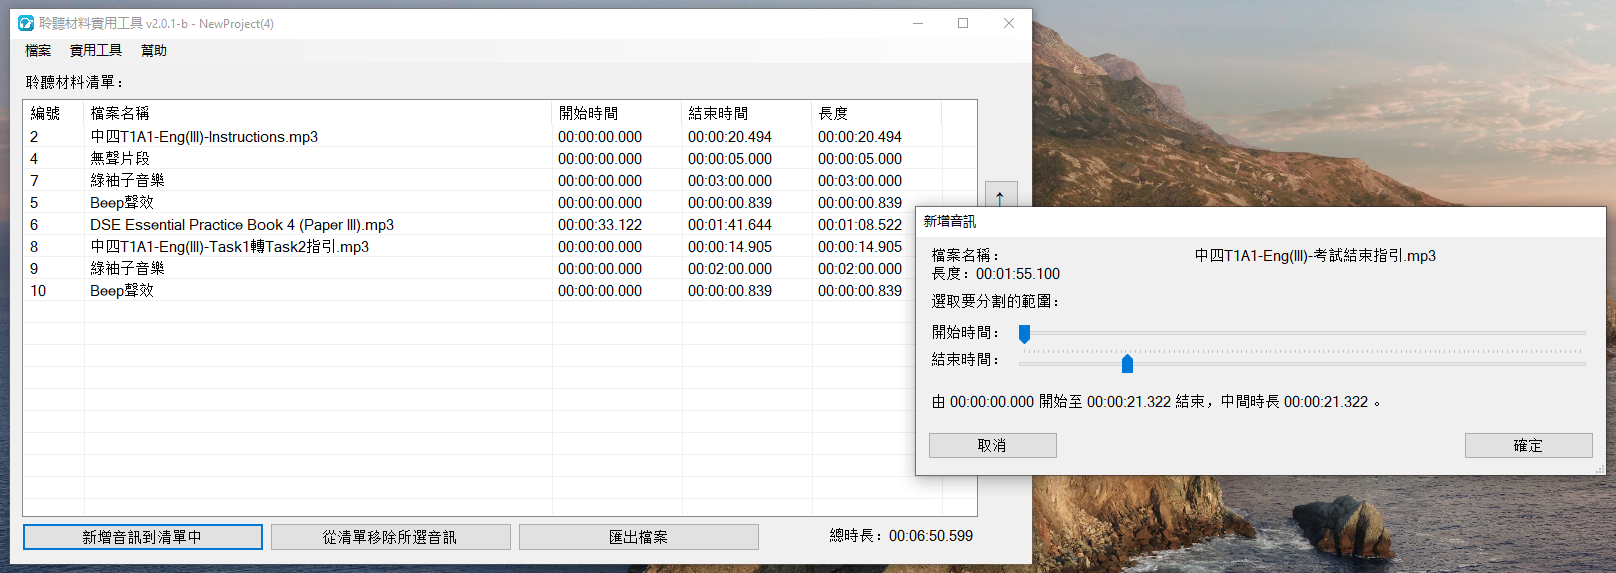 聆聽材料實用工具 v2.0.1-b - NewProject(4)
檔案 實用工具 幫助
聆聽材料清單：
編號 檔案名稱 開始時間 結束時間 長度
2 中四T1A1-Eng(III)-Instructions.mp3 00:00:00.000 00:00:20.494 00:00:20.494
4 無聲片段 00:00:00.000 00:00:05.000 00:00:05.000
7 綠袖子音樂 00:00:00.000 00:03:00.000 00:03:00.000
5 Beep聲效 00:00:00.000 00:00:00.839 00:00:00.839
6 DSE Essential Practice Book 4 (Paper III).mp3 00:00:33.122 00:01:41.644 00:01:08.522
8 中四T1A1-Eng(III)-Task1轉Task2指引.mp3 00:00:00.000 00:00:14.905 00:00:14.905
9 綠袖子音樂 00:00:00.000 00:02:00.000 00:02:00.000
10 Beep聲效 00:00:00.000 00:00:00.839 00:00:00.839
↑
新增音訊到清單中 從清單移除所選音訊 匯出檔案 總時長：00:06:50.599
新增音訊
檔案名稱： 中四T1A1-Eng(III)-考試結束指引.mp3
長度：00:01:55.100
選取要分割的範圍：
開始時間：
結束時間：
由 00:00:00.000 開始至 00:00:21.322 結束，中間時長 00:00:21.322 。
取消 確定